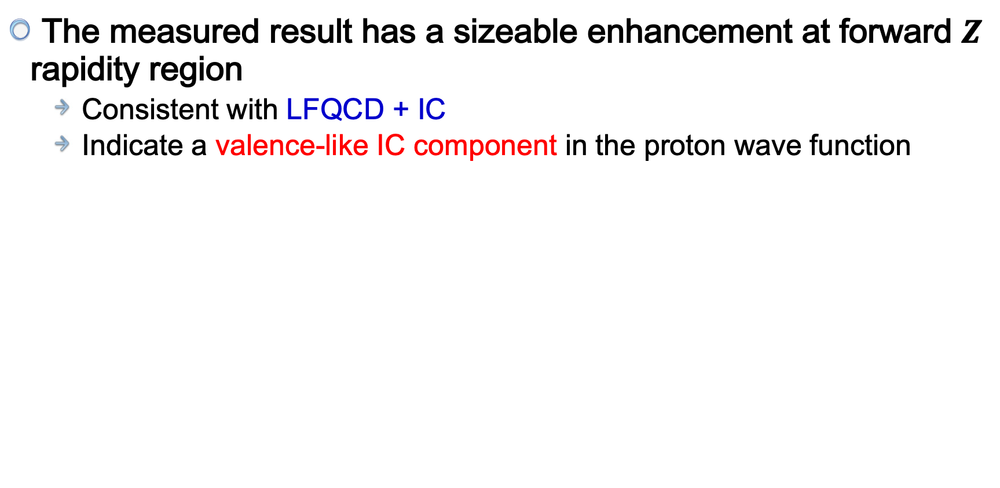 The measured result has a sizeable enhancement at forward Z
rapidity region
Consistent with LFQCD + IC
Indicate a valence-like IC component in the proton wave function